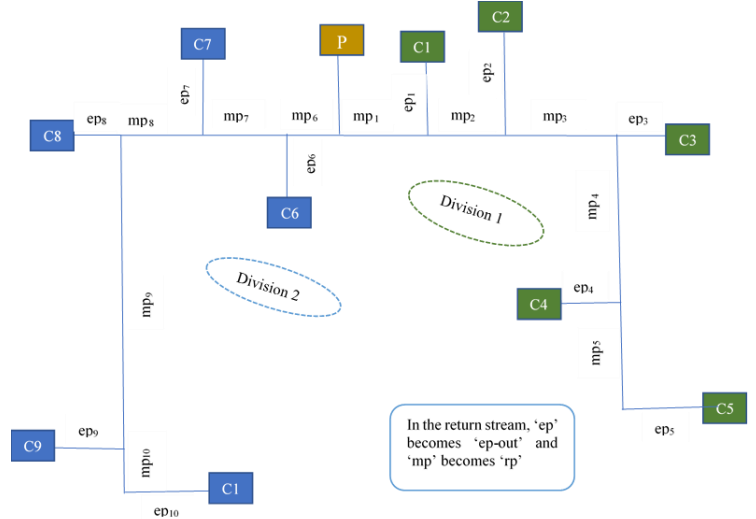 C2
C7
P
C1
ep₇
ep₁
ep₂
ep₈
mp₈
mp₇
mp₆
mp₁
mp₂
mp₃
ep₃
C8
C3
ep₆
C6
Division 1
mp₄
Division 2
ep₄
C4
mp₉
mp₅
In the return stream, ‘ep’
becomes ‘ep-out’ and
‘mp’ becomes ‘rp’
C5
ep₅
ep₉
C9
mp₁₀
C1
ep₁₀